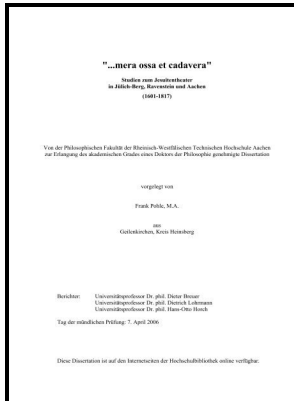 "...mera ossa et cadavera"
Studien zum Jesuitentheater
in Jülich-Berg, Ravenstein und Aachen
(1601-1817)
Von der Philosophischen Fakultät der Rheinisch-Westfälischen Technischen Hochschule Aachen
zur Erlangung des akademischen Grades eines Doktors der Philosophie genehmigte Dissertation
vorgelegt von
Frank Pohle, M.A.
aus
Geilenkirchen, Kreis Heinsberg
Berichter: Universitätsprofessor Dr. phil. Dieter Breuer
Universitätsprofessor Dr. phil. Dietrich Lohrmann
Universitätsprofessor Dr. phil. Hans-Otto Horch
Tag der mündlichen Prüfung: 7. April 2006
Diese Dissertation ist auf den Internetseiten der Hochschulbibliothek online verfügbar.